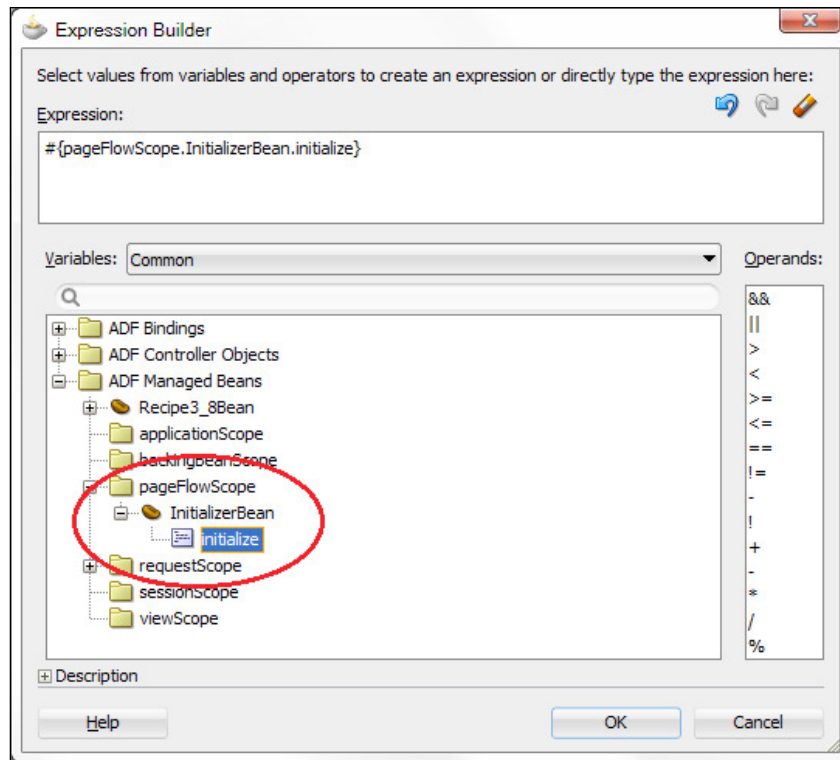 Expression Builder
Select values from variables and operators to create an expression or directly type the expression here:
Expression:
#{pageFlowScope.InitializerBean.initialize}
Variables: Common
Operands:
ADF Bindings
ADF Controller Objects
ADF Managed Beans
Recipe3_8Bean
applicationScope
backingBeanScope
pageFlowScope
InitializerBean
initialize
requestScope
sessionScope
viewScope
&&
||
>
<
>=
<=
==
!=
-
!
+
-
*
/
%
Description
Help
OK
Cancel